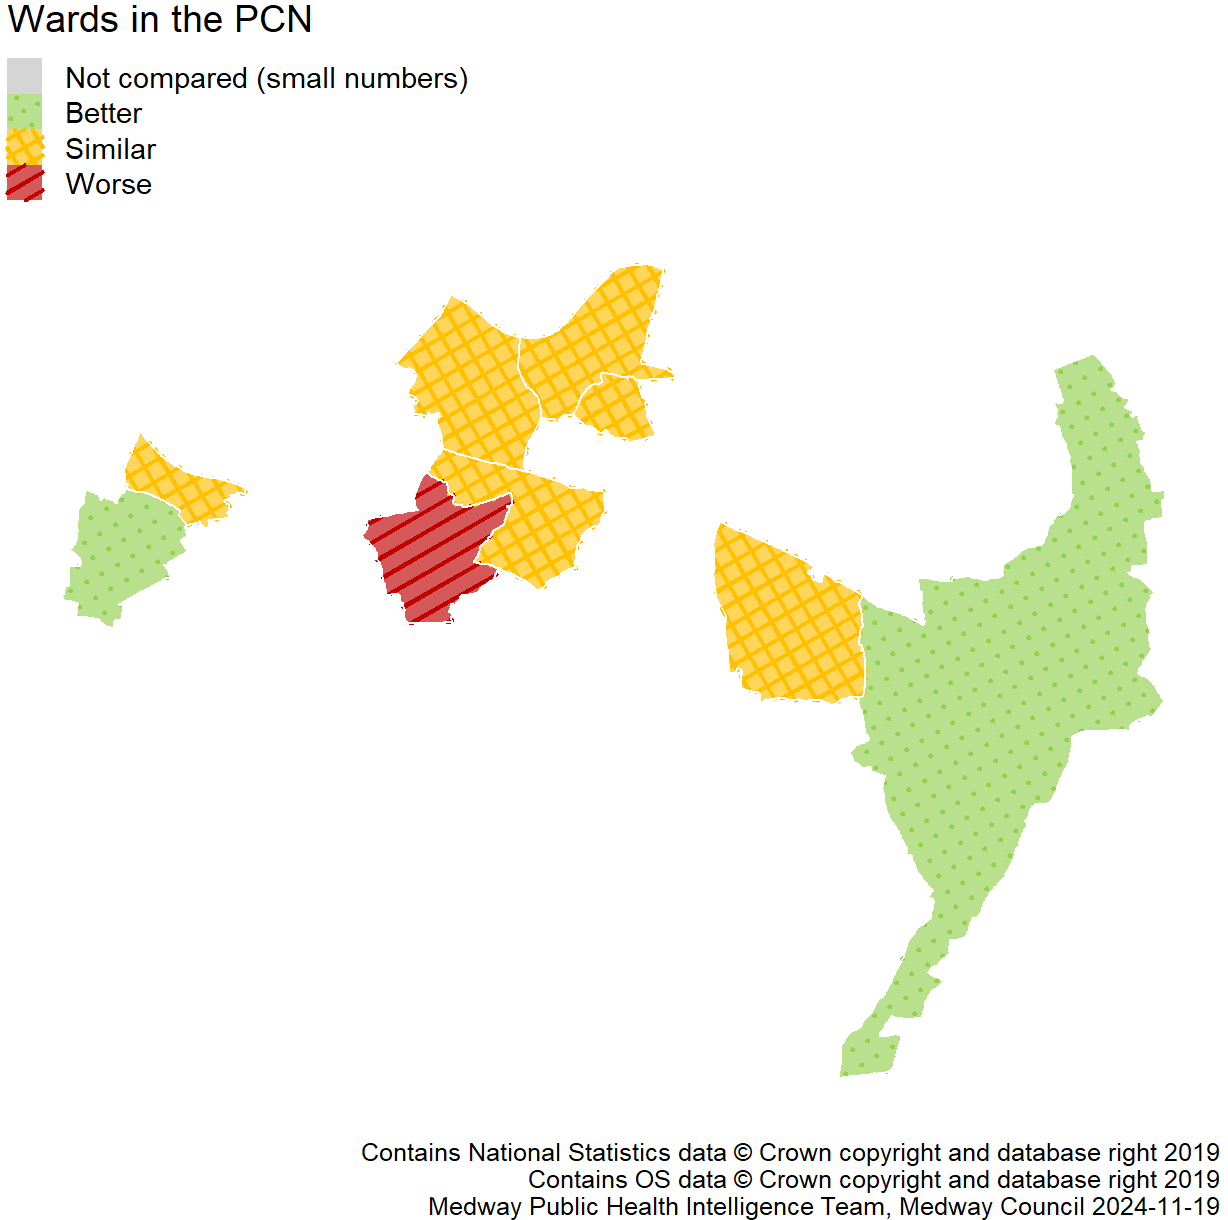 Wards in the PCN
Not compared (small numbers)
Better
Similar
Worse
Contains National Statistics data © Crown copyright and database right 2019
Contains OS data © Crown copyright and database right 2019
Medway Public Health Intelligence Team, Medway Council 2024-11-19